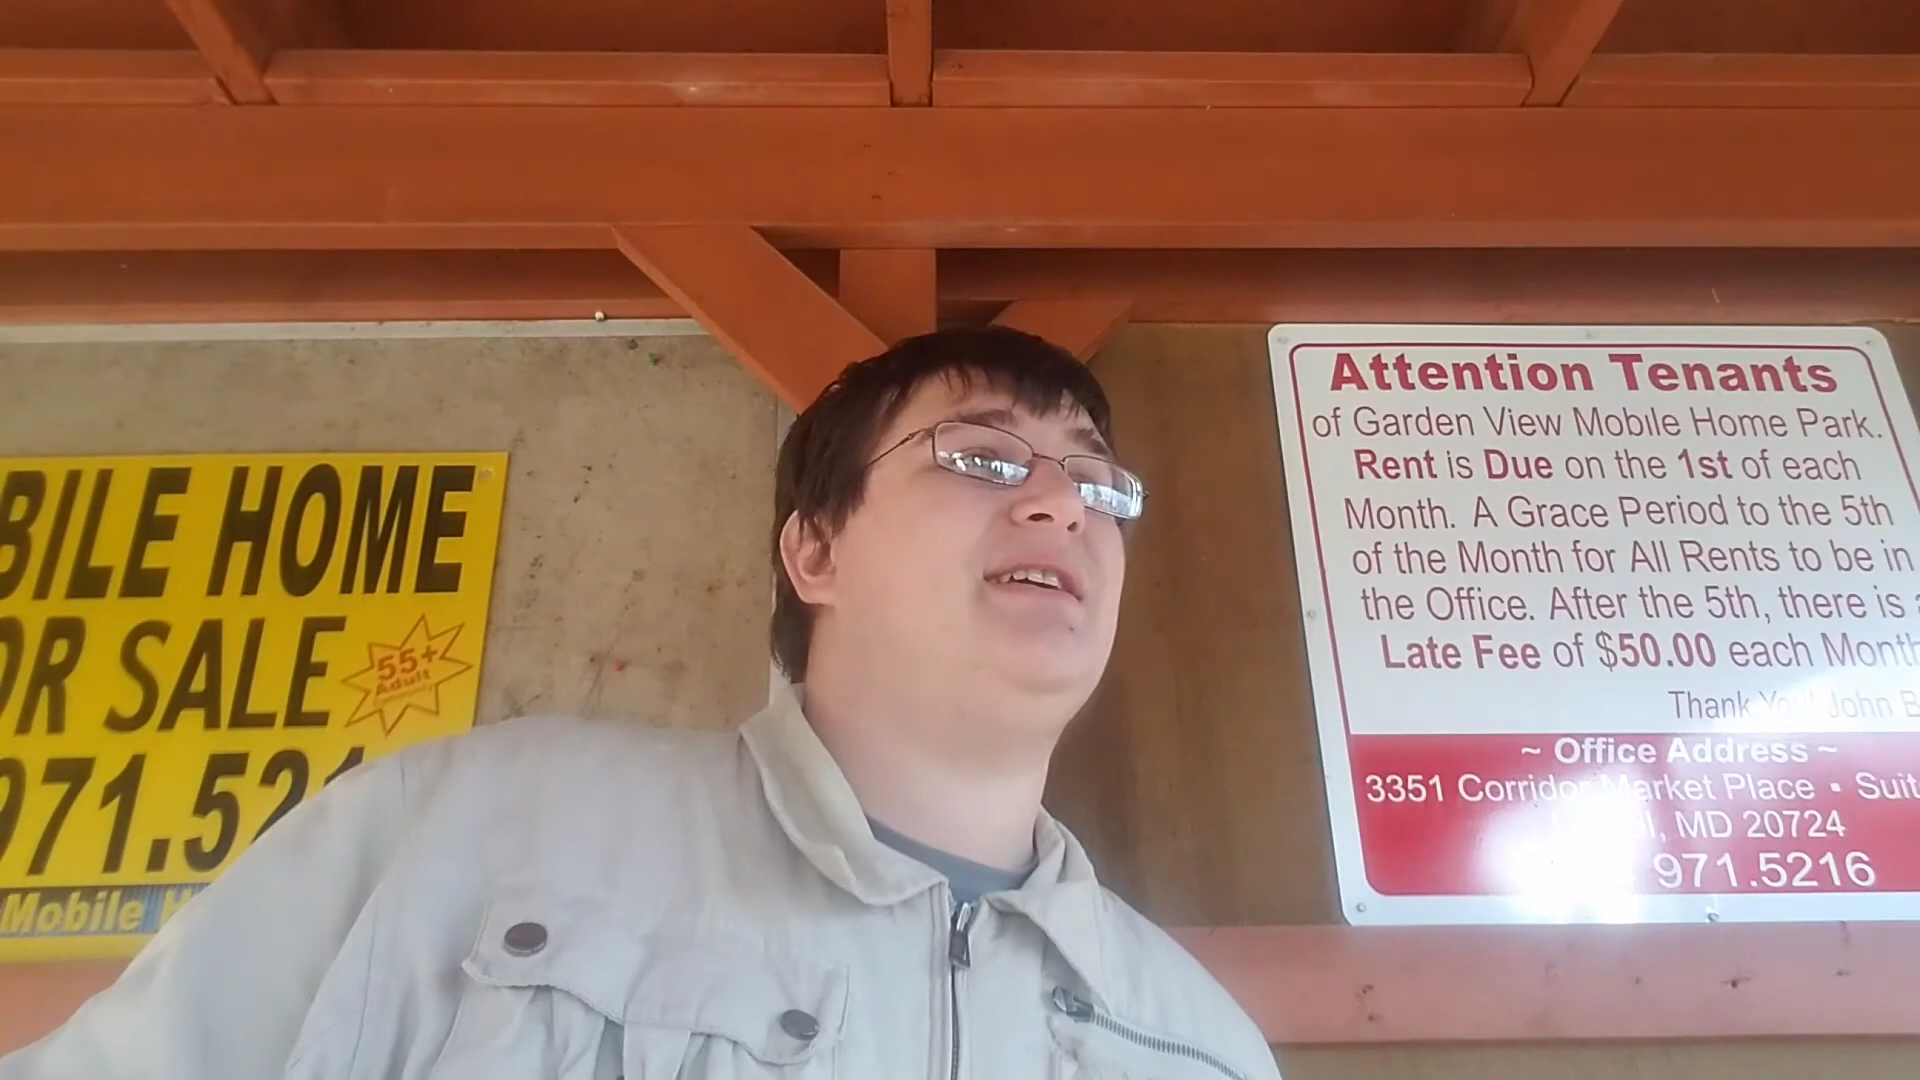 BILE HOME
OR SALE
55+
Adult
971.521
Mobile
Attention Tenants
of Garden View Mobile Home Park.
Rent is Due on the 1st of each
Month. A Grace Period to the 5th
of the Month for All Rents to be in
the Office. After the 5th, there is a
Late Fee of $50.00 each Month
Thank You! John B
~ Office Address ~
3351 Corridor Market Place ▪ Suit
MD 20724
971.5216